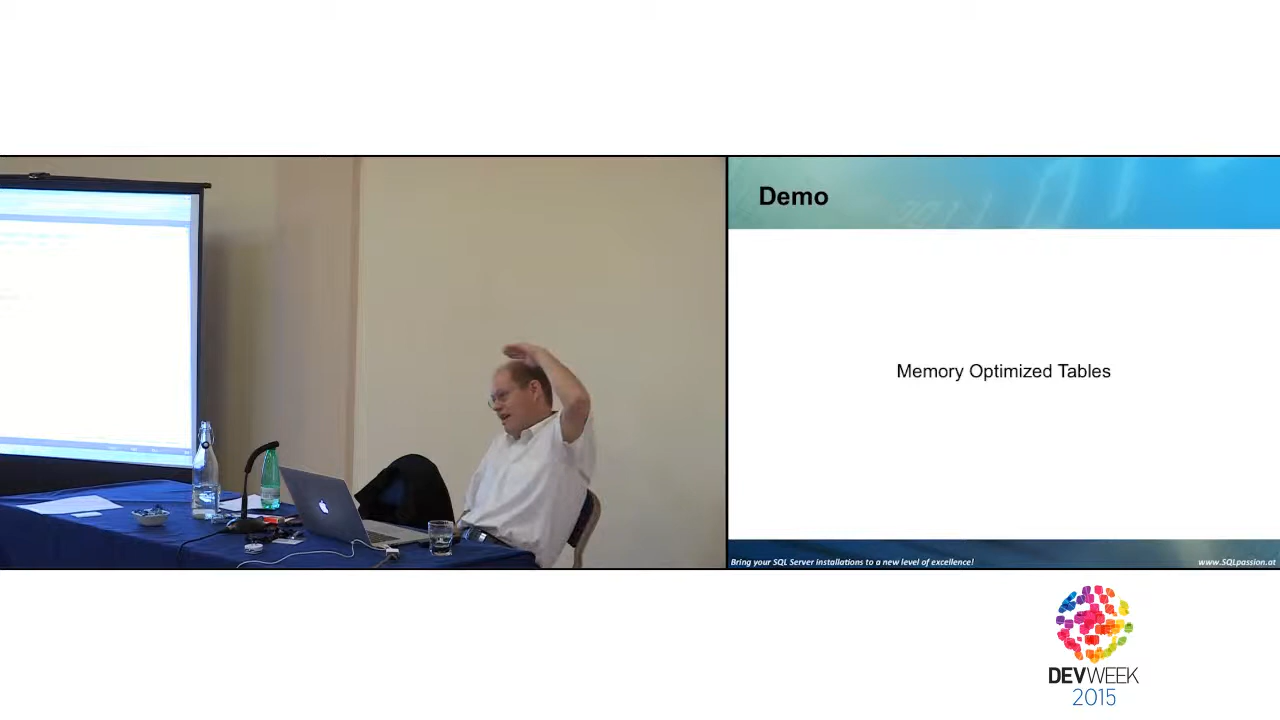 Demo
Memory Optimized Tables
Bring your SQL Server installations to a new level of excellence!
www.SQLpassion.at
DEVWEEK
2015